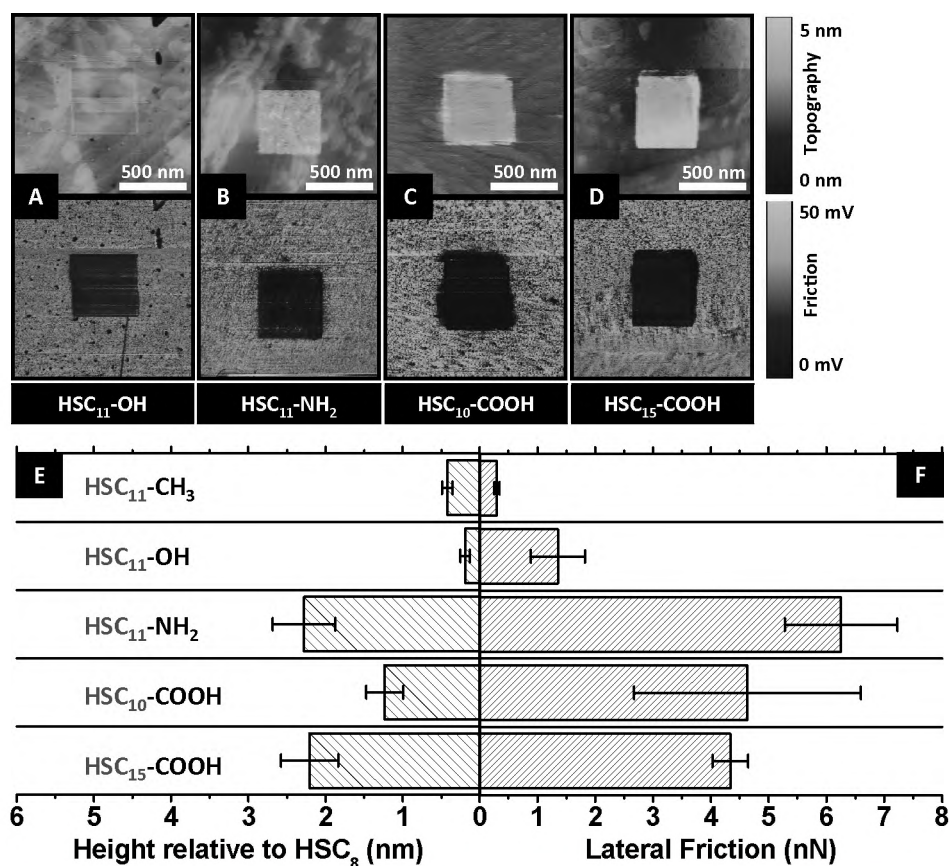 5 nm
Topography
0 nm
500 nm
500 nm
500 nm
500 nm
A
B
C
D
50 mV
Friction
0 mV
HSC₁₁-OH
HSC₁₁-NH₂
HSC₁₀-COOH
HSC₁₅-COOH
E
F
HSC₁₁-CH₃
HSC₁₁-OH
HSC₁₁-NH₂
HSC₁₀-COOH
HSC₁₅-COOH
6 5 4 3 2 1 0 1 2 3 4 5 6 7 8
Height relative to HSC₈ (nm) Lateral Friction (nN)